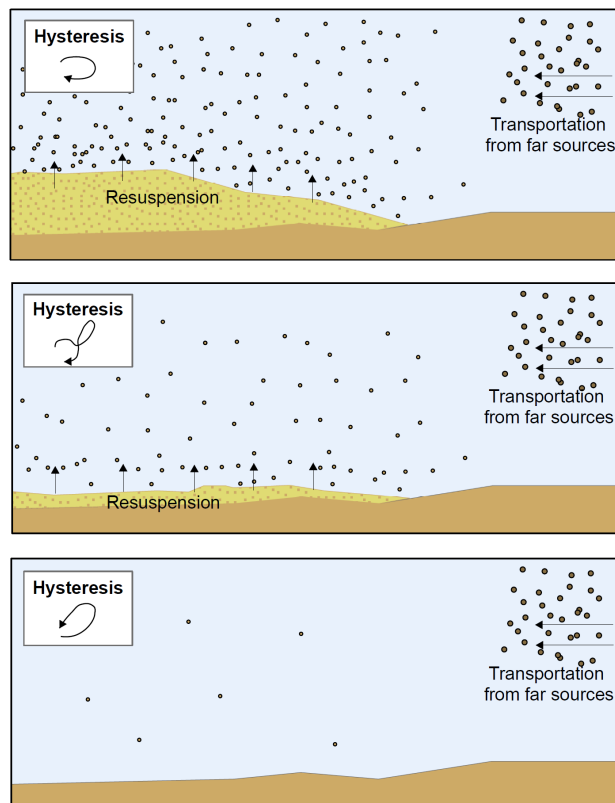 Hysteresis
Transportation
from far sources
Resuspension
Hysteresis
Transportation
from far sources
Resuspension
Hysteresis
Transportation
from far sources